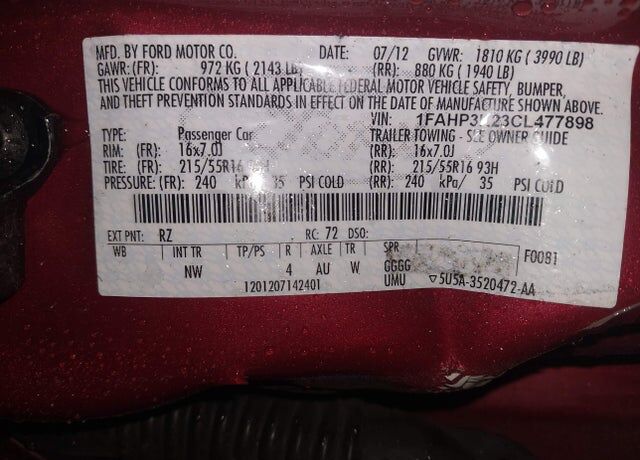 MFD. BY FORD MOTOR CO. DATE: 07/12 GVWR: 1810 KG ( 3990 LB)
GAWR: (FR): 972 KG ( 2143 LB) (RR): 880 KG ( 1940 LB)
THIS VEHICLE CONFORMS TO ALL APPLICABLE FEDERAL MOTOR VEHICLE SAFETY, BUMPER,
AND THEFT PREVENTION STANDARDS IN EFFECT ON THE DATE OF MANUFACTURE SHOWN ABOVE.
VIN:
TYPE: Passenger Car TRAILER TOWING - SEE OWNER GUIDE
RIM: (FR): 16x7.0J (RR): 16x7.0J
TIRE: (FR): 215/55R16 93H (RR): 215/55R16 93H
PRESSURE: (FR): 240 kPa/ 35 PSI COLD (RR): 240 kPa/ 35 PSI COLD
EXT PNT: RZ RC: 72 DSO:
WB INT TR TP/PS R AXLE TR SPR F0081
NW 4 AU W GGGG
1201207142401 UMU ▽5U5A-3520472-AA